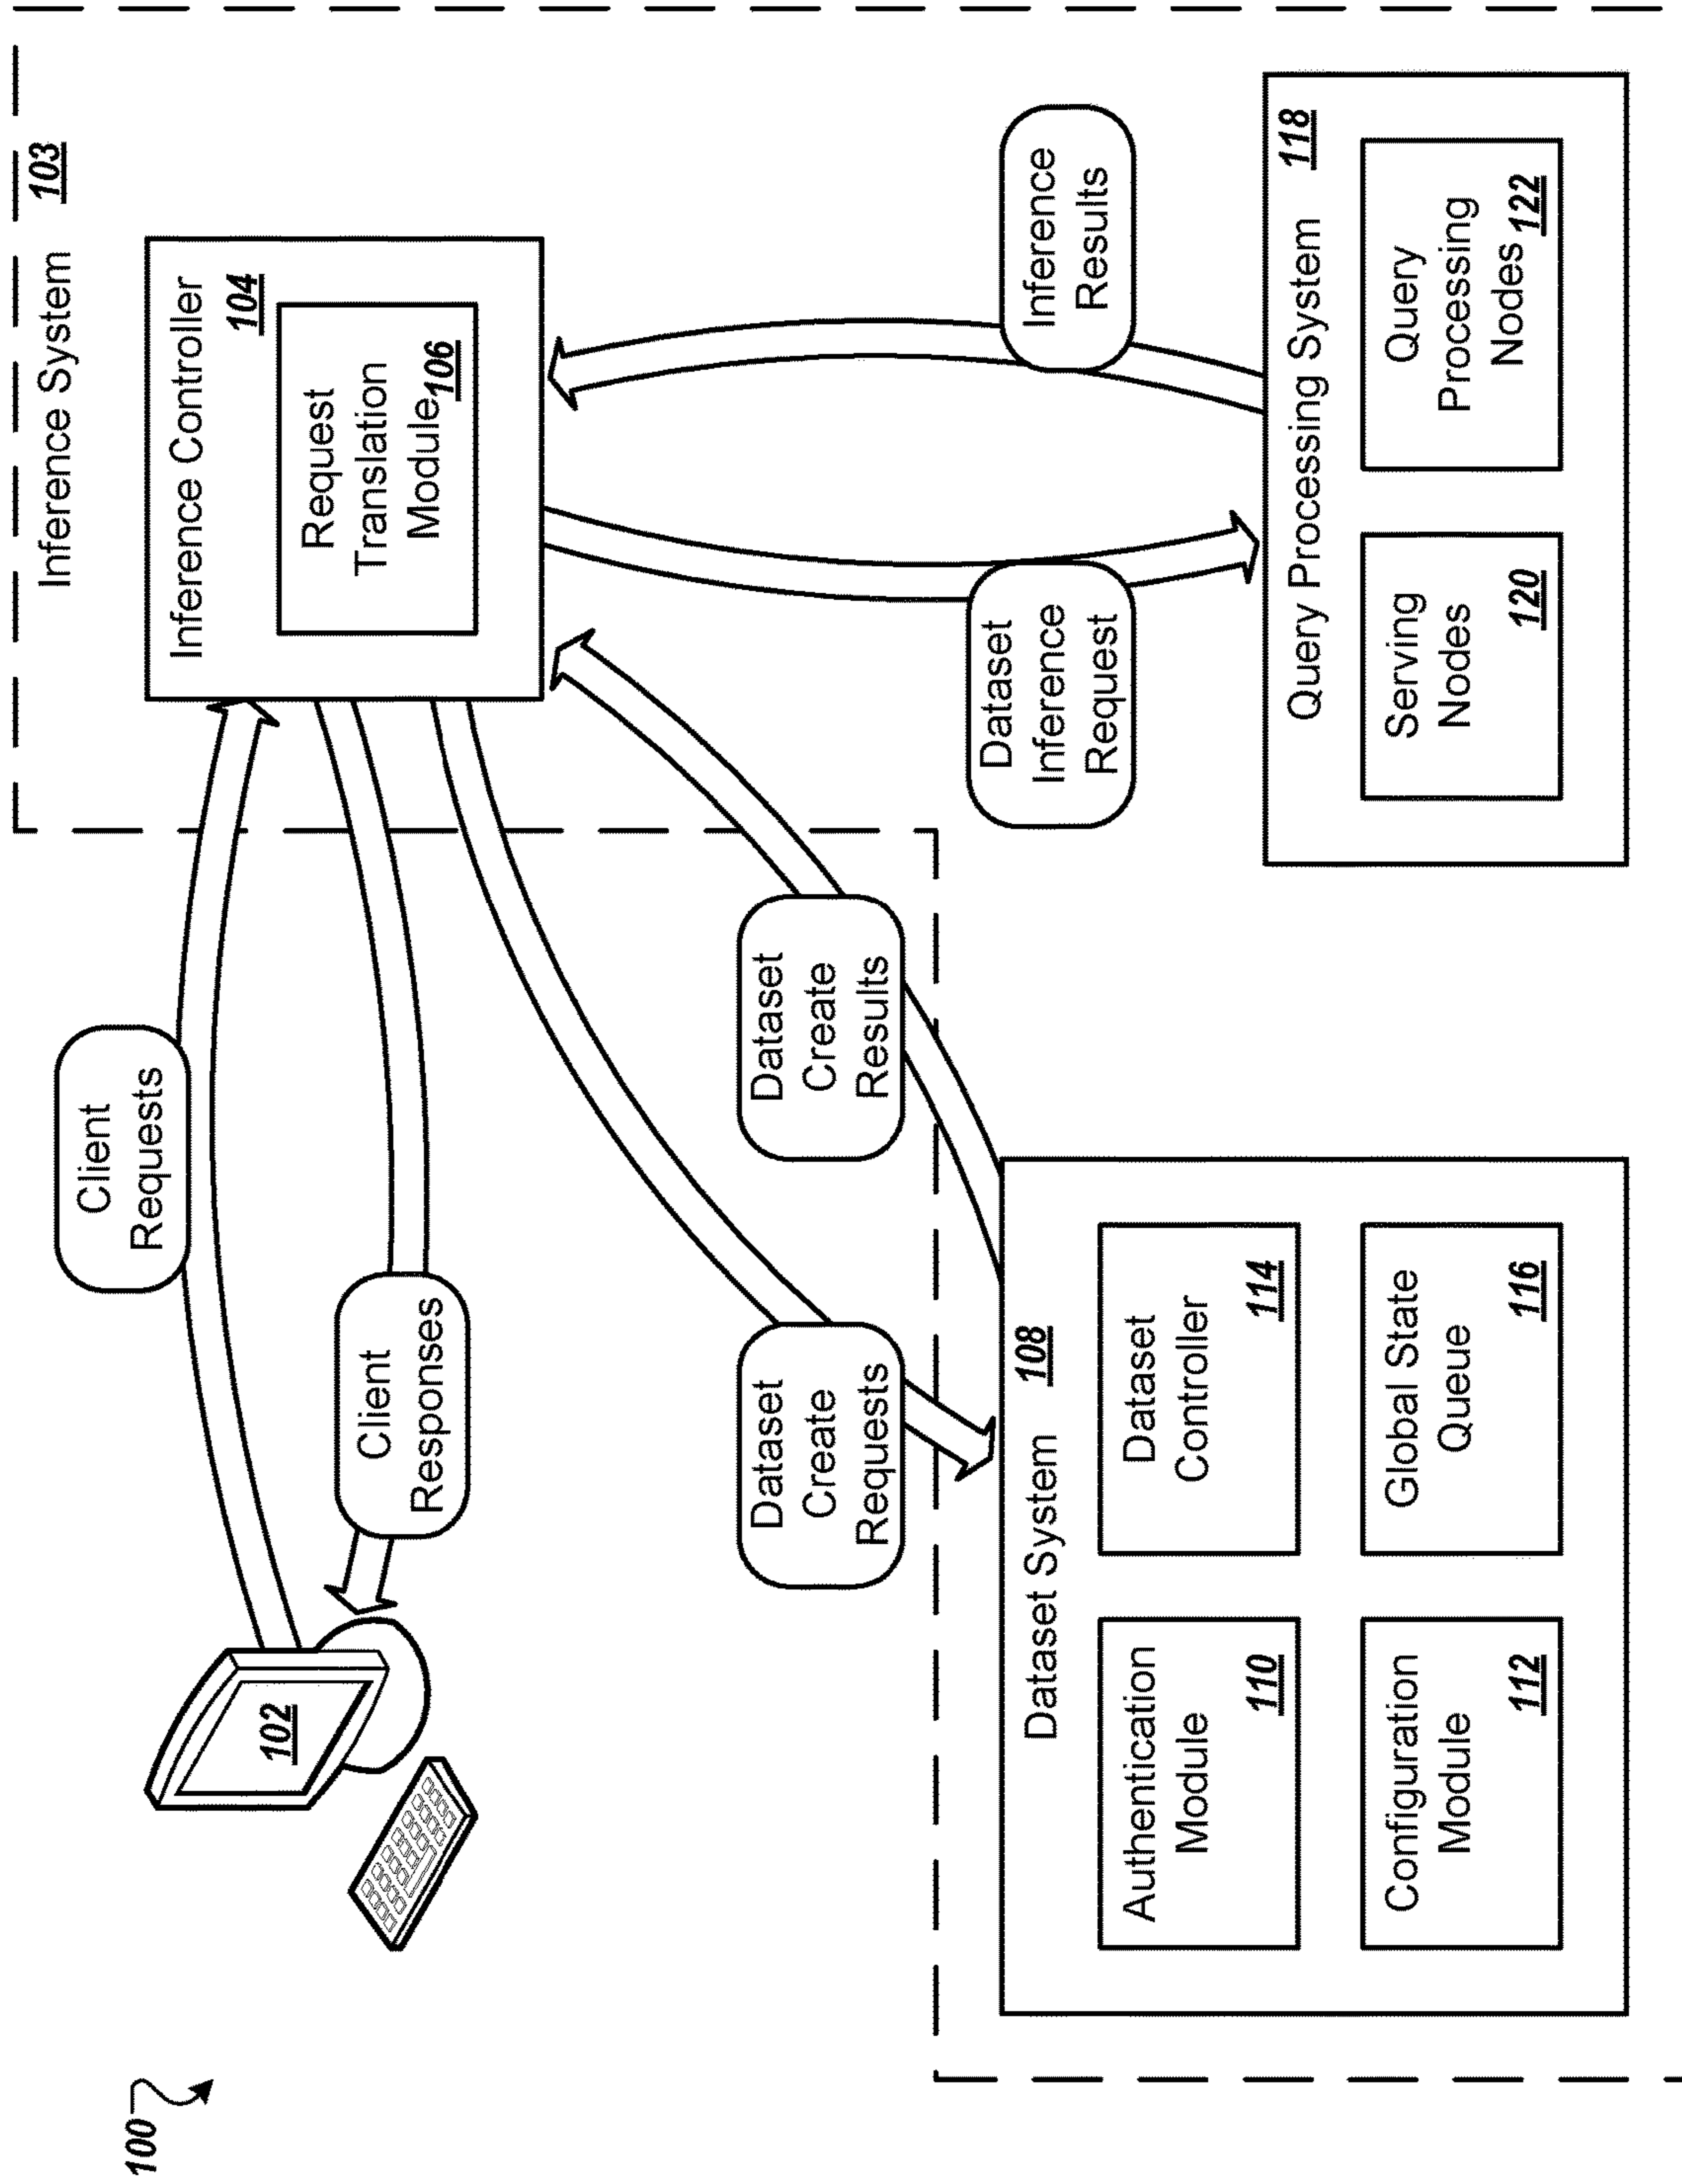 100
102
Client
Requests
Client
Responses
Inference System 103
Inference Controller
104
Request
Translation
Module 106
Dataset
Create
Requests
Dataset
Create
Results
Dataset
Inference
Request
Inference
Results
Dataset System 108
Authentication
Module
110
Dataset
Controller
114
Configuration
Module
112
Global State
Queue
116
Query Processing System 118
Serving
Nodes
120
Query
Processing
Nodes 122